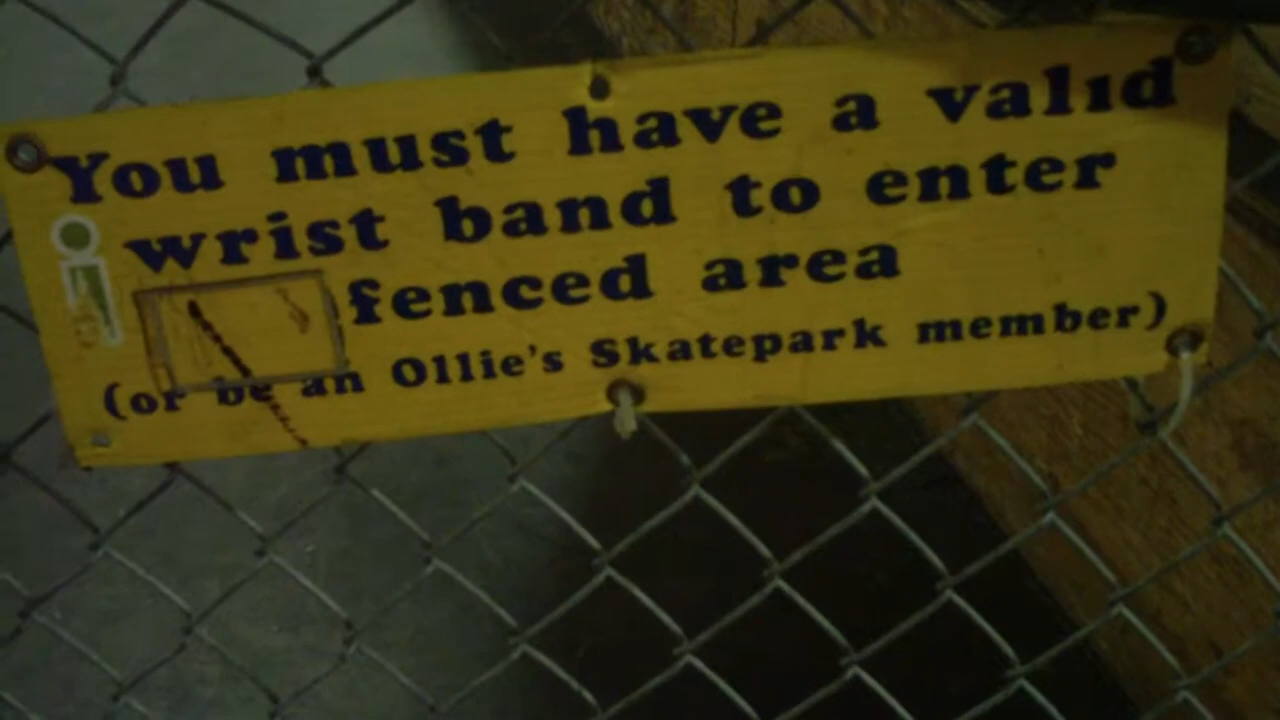 You must have a valid
wrist band to enter
fenced area
(or be an Ollie's Skatepark member)